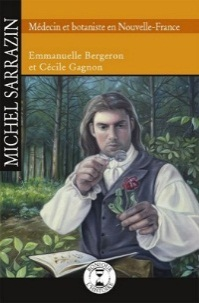 MICHEL SARRAZIN
Médecin et botaniste en Nouvelle-France
Emmanuelle Bergeron
et Cécile Gagnon